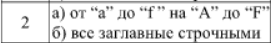 2
а) от “a” до “f ” на “A” до “F”
б) все заглавные строчными